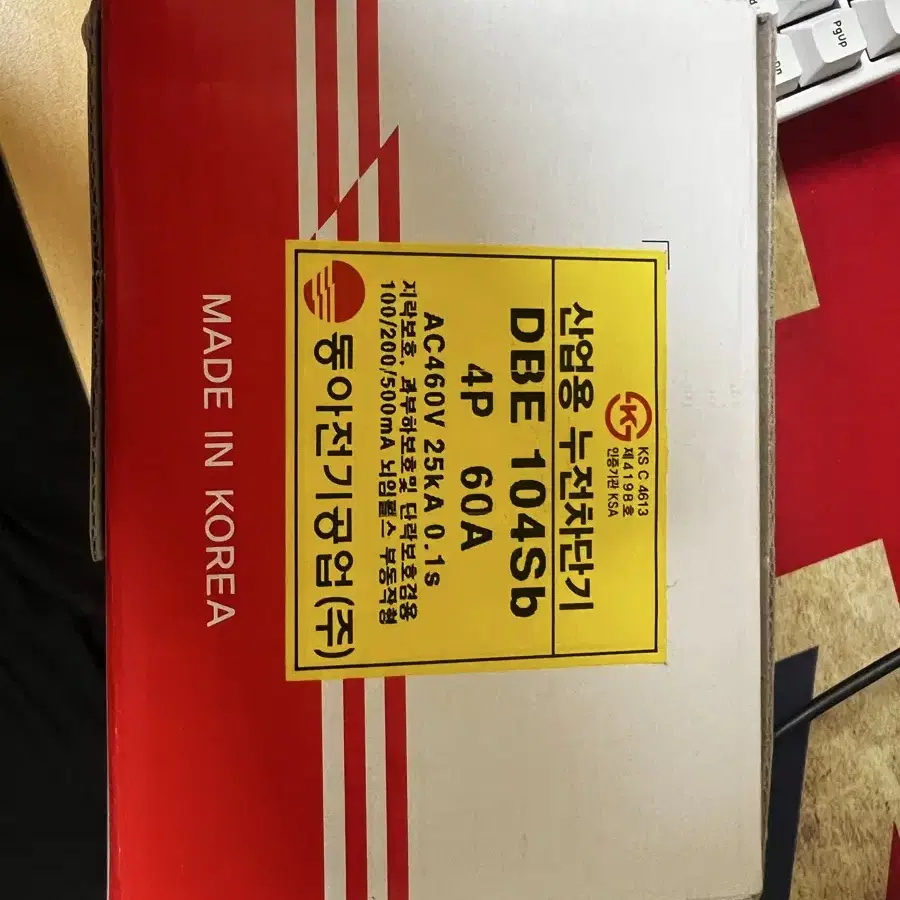 KS C 4613
제4198호
인증기관 KSA
산업용 누전차단기
DBE 104Sb
4P 60A
AC460V 25kA 0.1s
지락보호, 과부하보호및 단락보호겸용
100/200/500mA 뇌임펄스 부동작형
동아전기공업(주)
MADE IN KOREA
PgUp